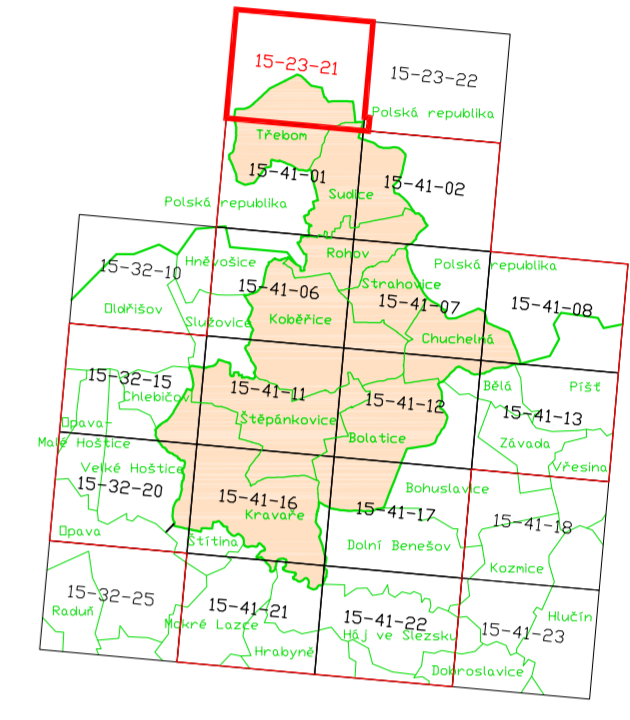 15-23-21
15-23-22
Polská republika
Třebom
15-41-01
15-41-02
Sudice
Polská republika
Rohov
Hněvošice
Polská republika
15-32-10
15-41-06
Strahovice
15-41-07
15-41-08
Oldřišov
Služovice
Kobeřice
Chuchelná
15-32-15
15-41-11
Bělá
Píšť
Chlebičov
15-41-12
15-41-13
Opava-
Malé Hoštice
Štěpánkovice
Bolatice
Závada
Velké Hoštice
Vřesina
15-32-20
15-41-16
Bohuslavice
Kravaře
15-41-17
15-41-18
Opava
Štítina
Dolní Benešov
Kozmice
15-32-25
15-41-21
15-41-22
15-41-23
Raduň
Mokré Lazce
Háj ve Slezsku
Hlučín
Hrabyně
Dobroslavice